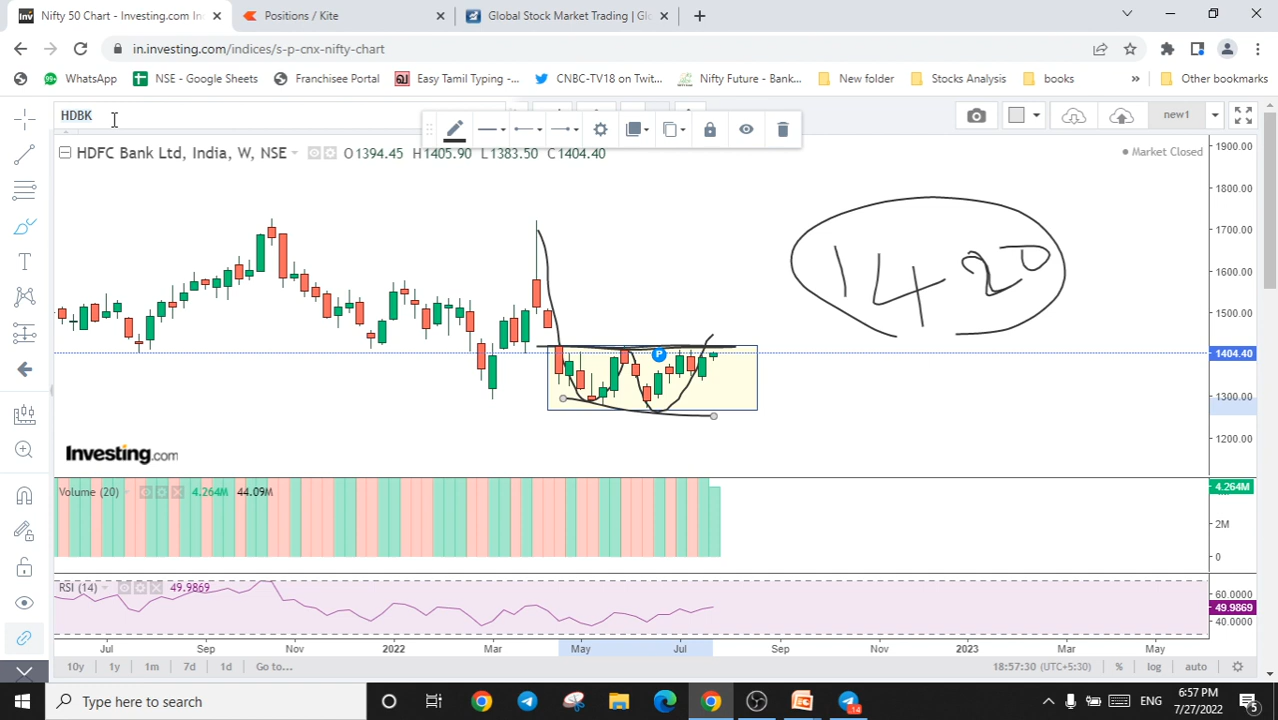 Nifty 50 Chart - Investing.com In
Positions / Kite
Global Stock Market Trading | Gl
in.investing.com/indices/s-p-cnx-nifty-chart
WhatsApp
NSE - Google Sheets
Franchisee Portal
Easy Tamil Typing -...
CNBC-TV18 on Twit...
Nifty Future - Bank...
New folder
Stocks Analysis
books
»
Other bookmarks
HDBK
new1
HDFC Bank Ltd, India, W, NSE
O1394.45 H1405.90 L1383.50 C1404.40
Market Closed
1900.00
1800.00
1700.00
1600.00
1500.00
1404.40
1300.00
1200.00
1420
P
Investing.com
Volume (20) 4.264M 44.09M
4.264M
2M
0
RSI (14) 49.9869
60.0000
49.9869
40.0000
Jul Sep Nov 2022 Mar May Jul Sep Nov 2023 Mar May
10y 1y 1m 7d 1d Go to...
18:57:30 (UTC+5:30) % log auto
Type here to search
14
ENG
6:57 PM
7/27/2022
5